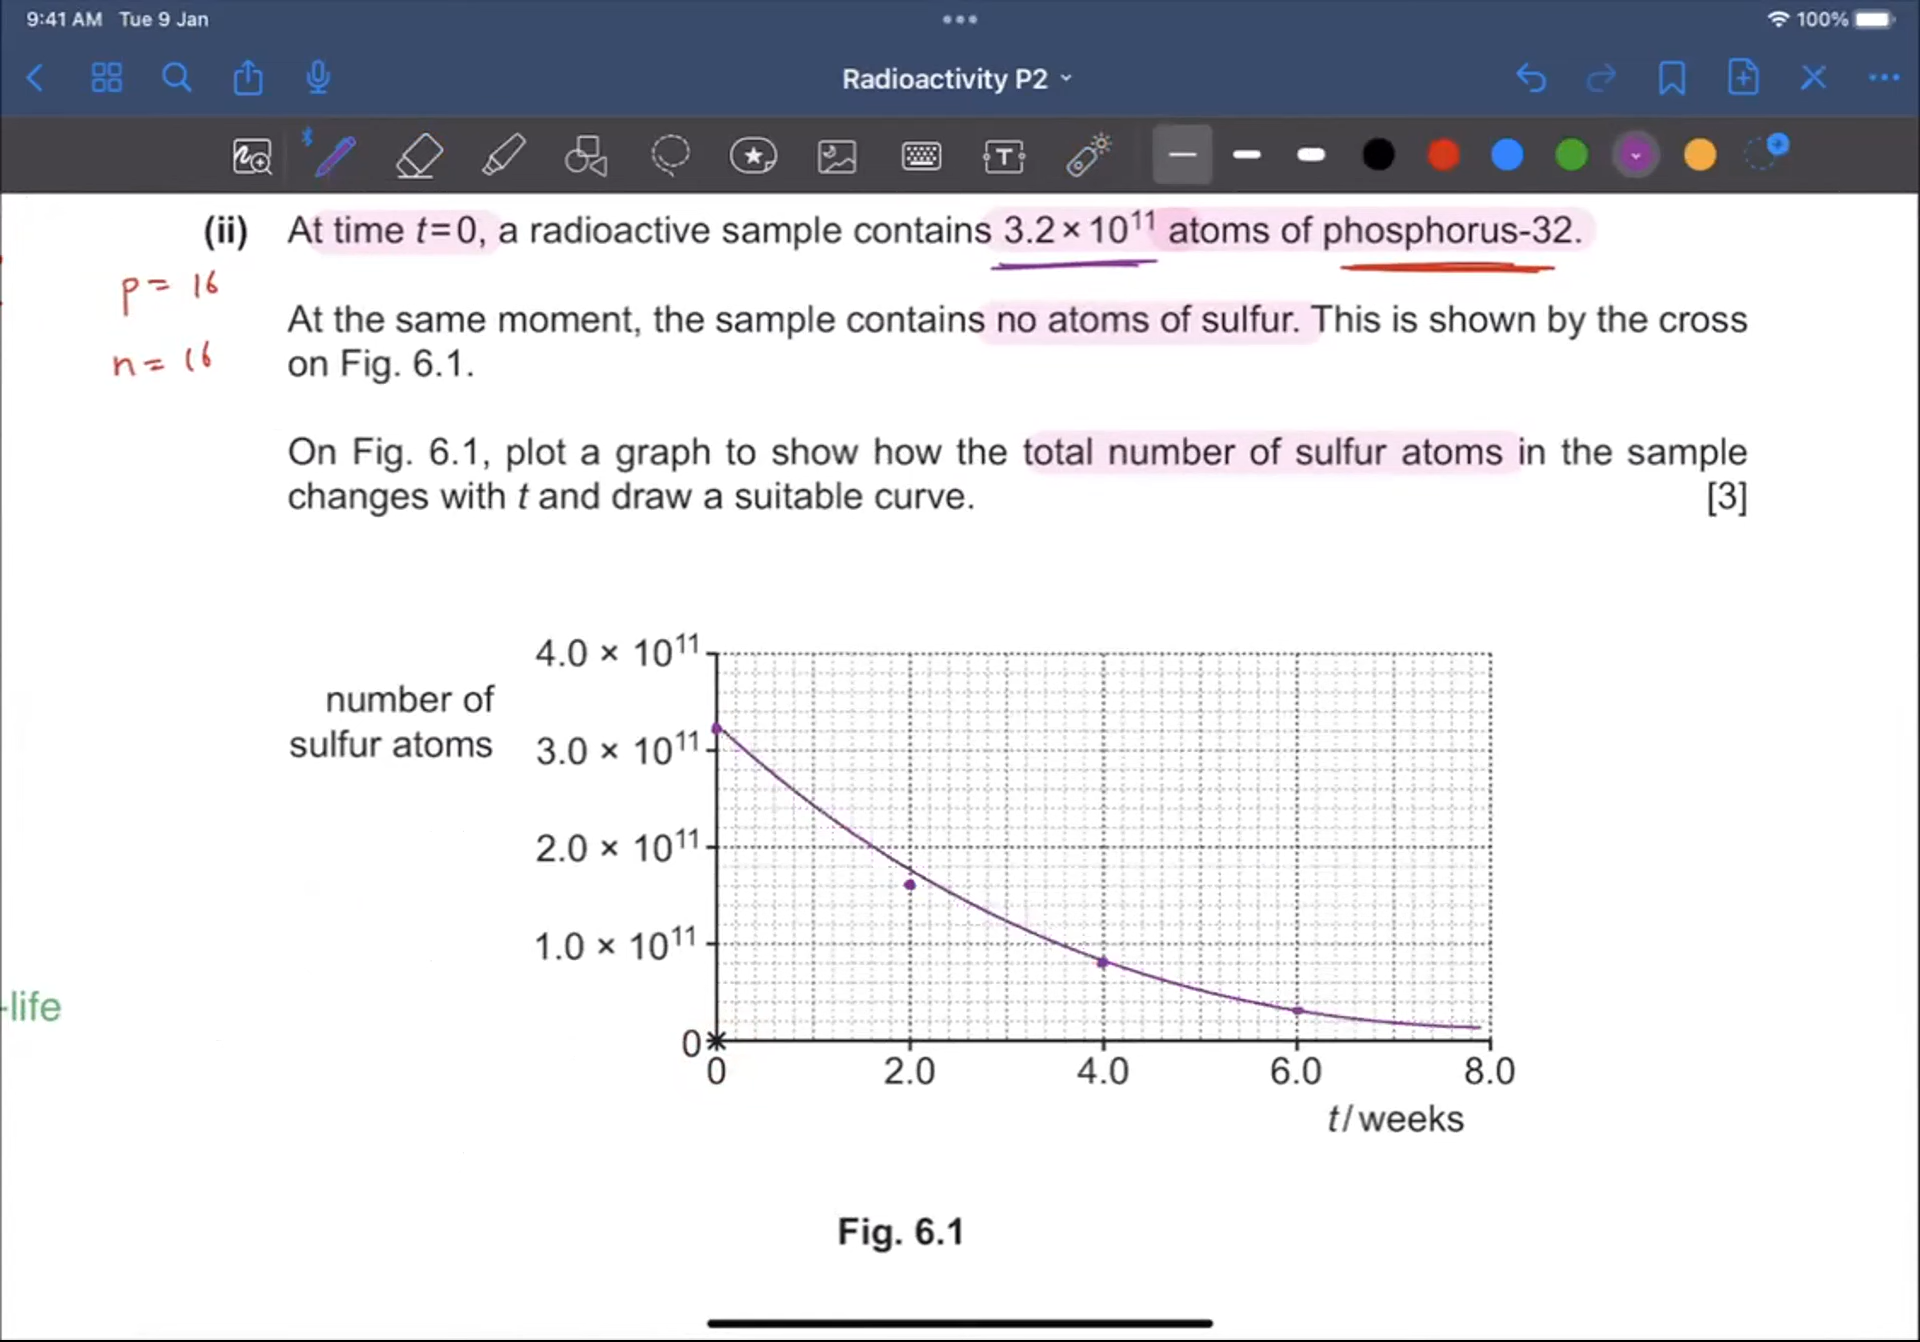 9:41 AM Tue 9 Jan
100%
Radioactivity P2
(ii) At time t=0, a radioactive sample contains 3.2 × 10¹¹ atoms of phosphorus-32.
p = 16
At the same moment, the sample contains no atoms of sulfur. This is shown by the cross
n = 16
on Fig. 6.1.
On Fig. 6.1, plot a graph to show how the total number of sulfur atoms in the sample
changes with t and draw a suitable curve. [3]
4.0 × 10¹¹
number of
sulfur atoms
3.0 × 10¹¹
2.0 × 10¹¹
1.0 × 10¹¹
-life
0
0 2.0 4.0 6.0 8.0
t/weeks
Fig. 6.1